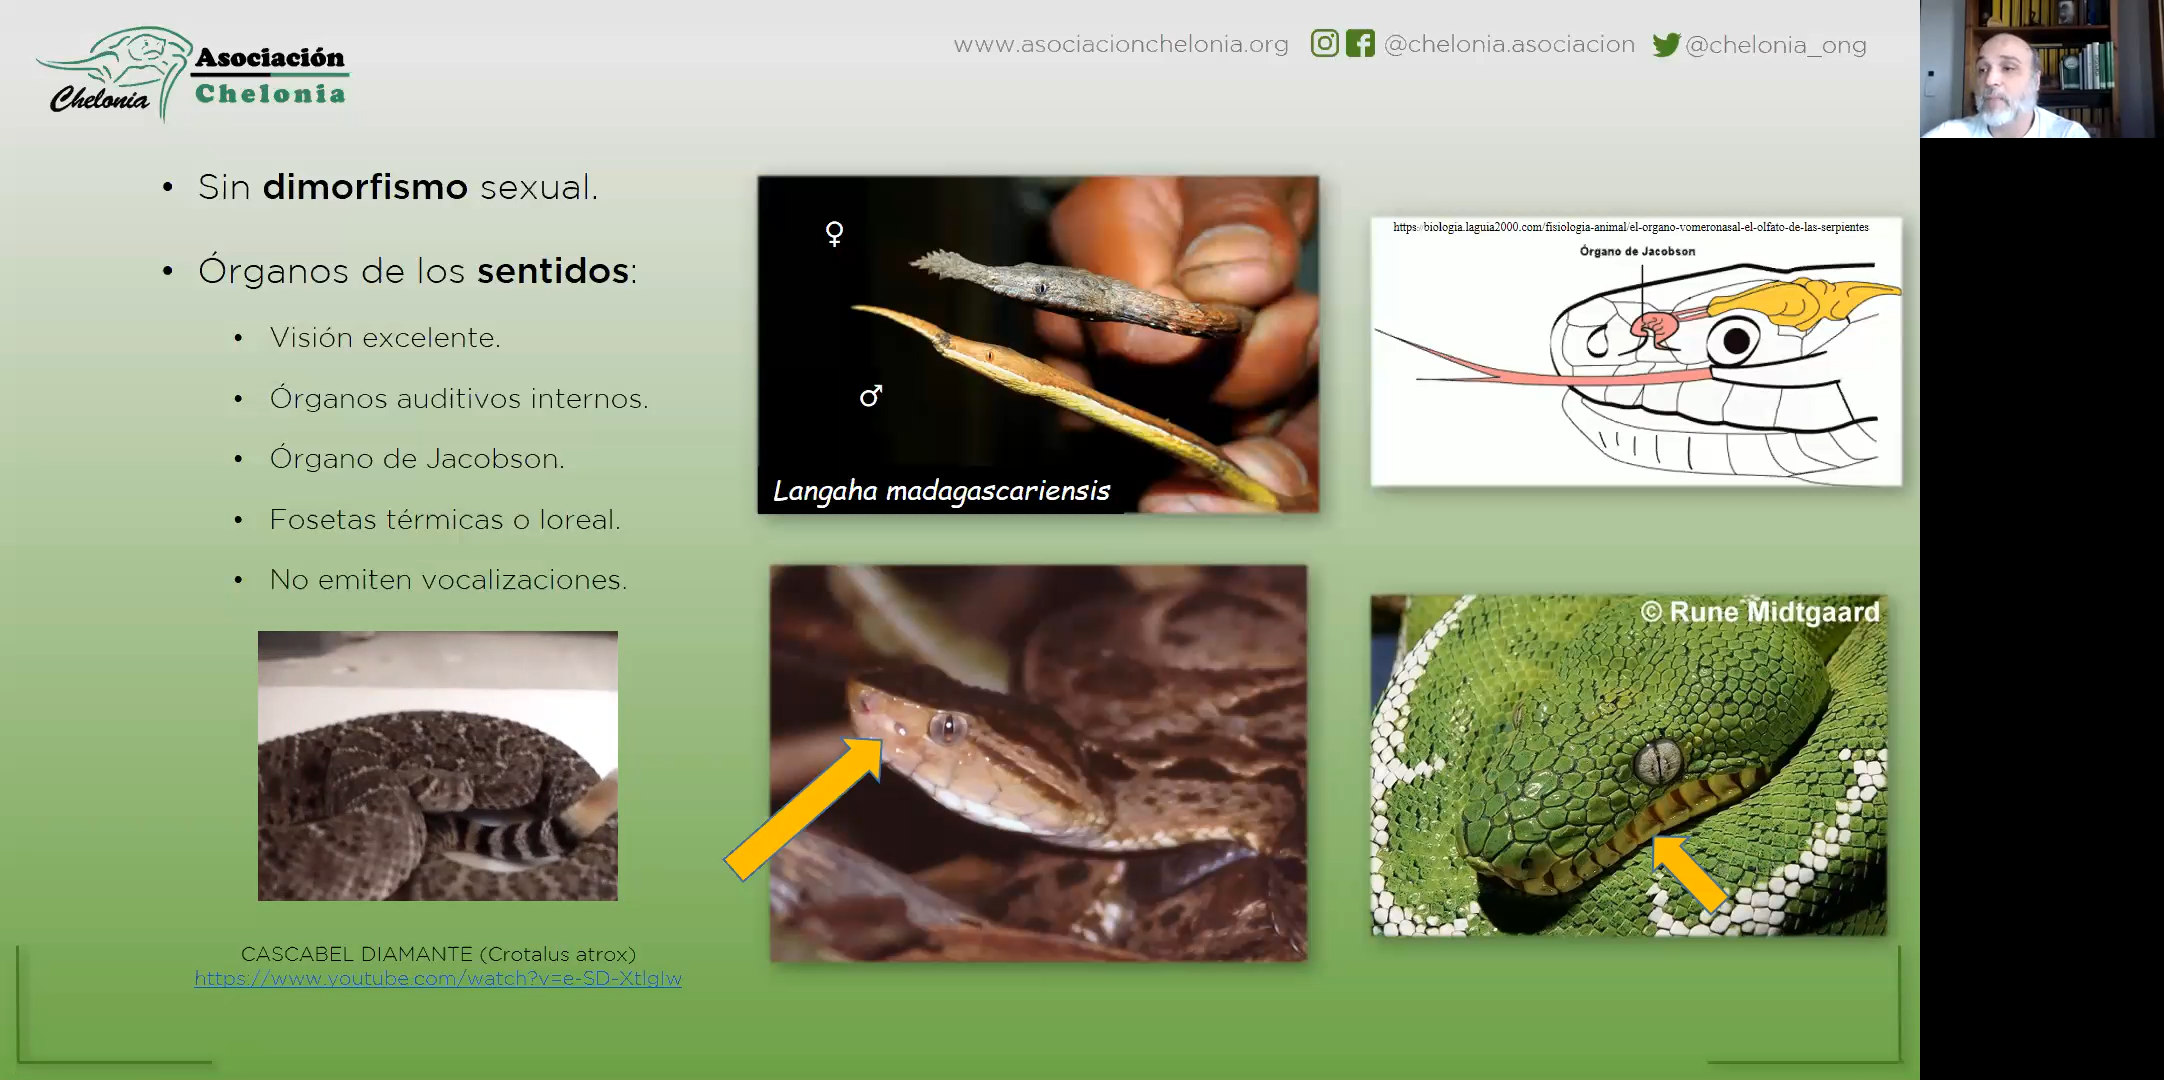 Asociación
Chelonia
Chelonia
www.asociacionchelonia.org @chelonia.asociacion @chelonia_ong
• Sin dimorfismo sexual.
• Órganos de los sentidos:
• Visión excelente.
• Órganos auditivos internos.
• Órgano de Jacobson.
• Fosetas térmicas o loreal.
• No emiten vocalizaciones.
CASCABEL DIAMANTE (Crotalus atrox)
https://www.youtube.com/watch?v=e-SD-XtlgIw
♀
♂
Langaha madagascariensis
https://biologia.laguia2000.com/fisiologia-animal/el-organo-vomeronasal-el-olfato-de-las-serpientes
Órgano de Jacobson
© Rune Midtgaard